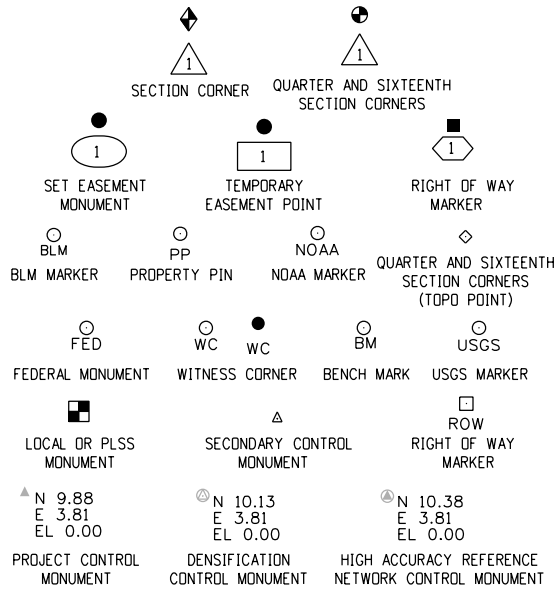 1
1
SECTION CORNER
QUARTER AND SIXTEENTH
SECTION CORNERS
1
1
1
SET EASEMENT
MONUMENT
TEMPORARY
EASEMENT POINT
RIGHT OF WAY
MARKER
BLM
BLM MARKER
PP
PROPERTY PIN
NOAA
NOAA MARKER
QUARTER AND SIXTEENTH
SECTION CORNERS
(TOPO POINT)
FED
FEDERAL MONUMENT
WC
WC
WITNESS CORNER
BM
BENCH MARK
USGS
USGS MARKER
LOCAL OR PLSS
MONUMENT
SECONDARY CONTROL
MONUMENT
ROW
RIGHT OF WAY
MARKER
N 9.88
E 3.81
EL 0.00
PROJECT CONTROL
MONUMENT
N 10.13
E 3.81
EL 0.00
DENSIFICATION
CONTROL MONUMENT
N 10.38
E 3.81
EL 0.00
HIGH ACCURACY REFERENCE
NETWORK CONTROL MONUMENT